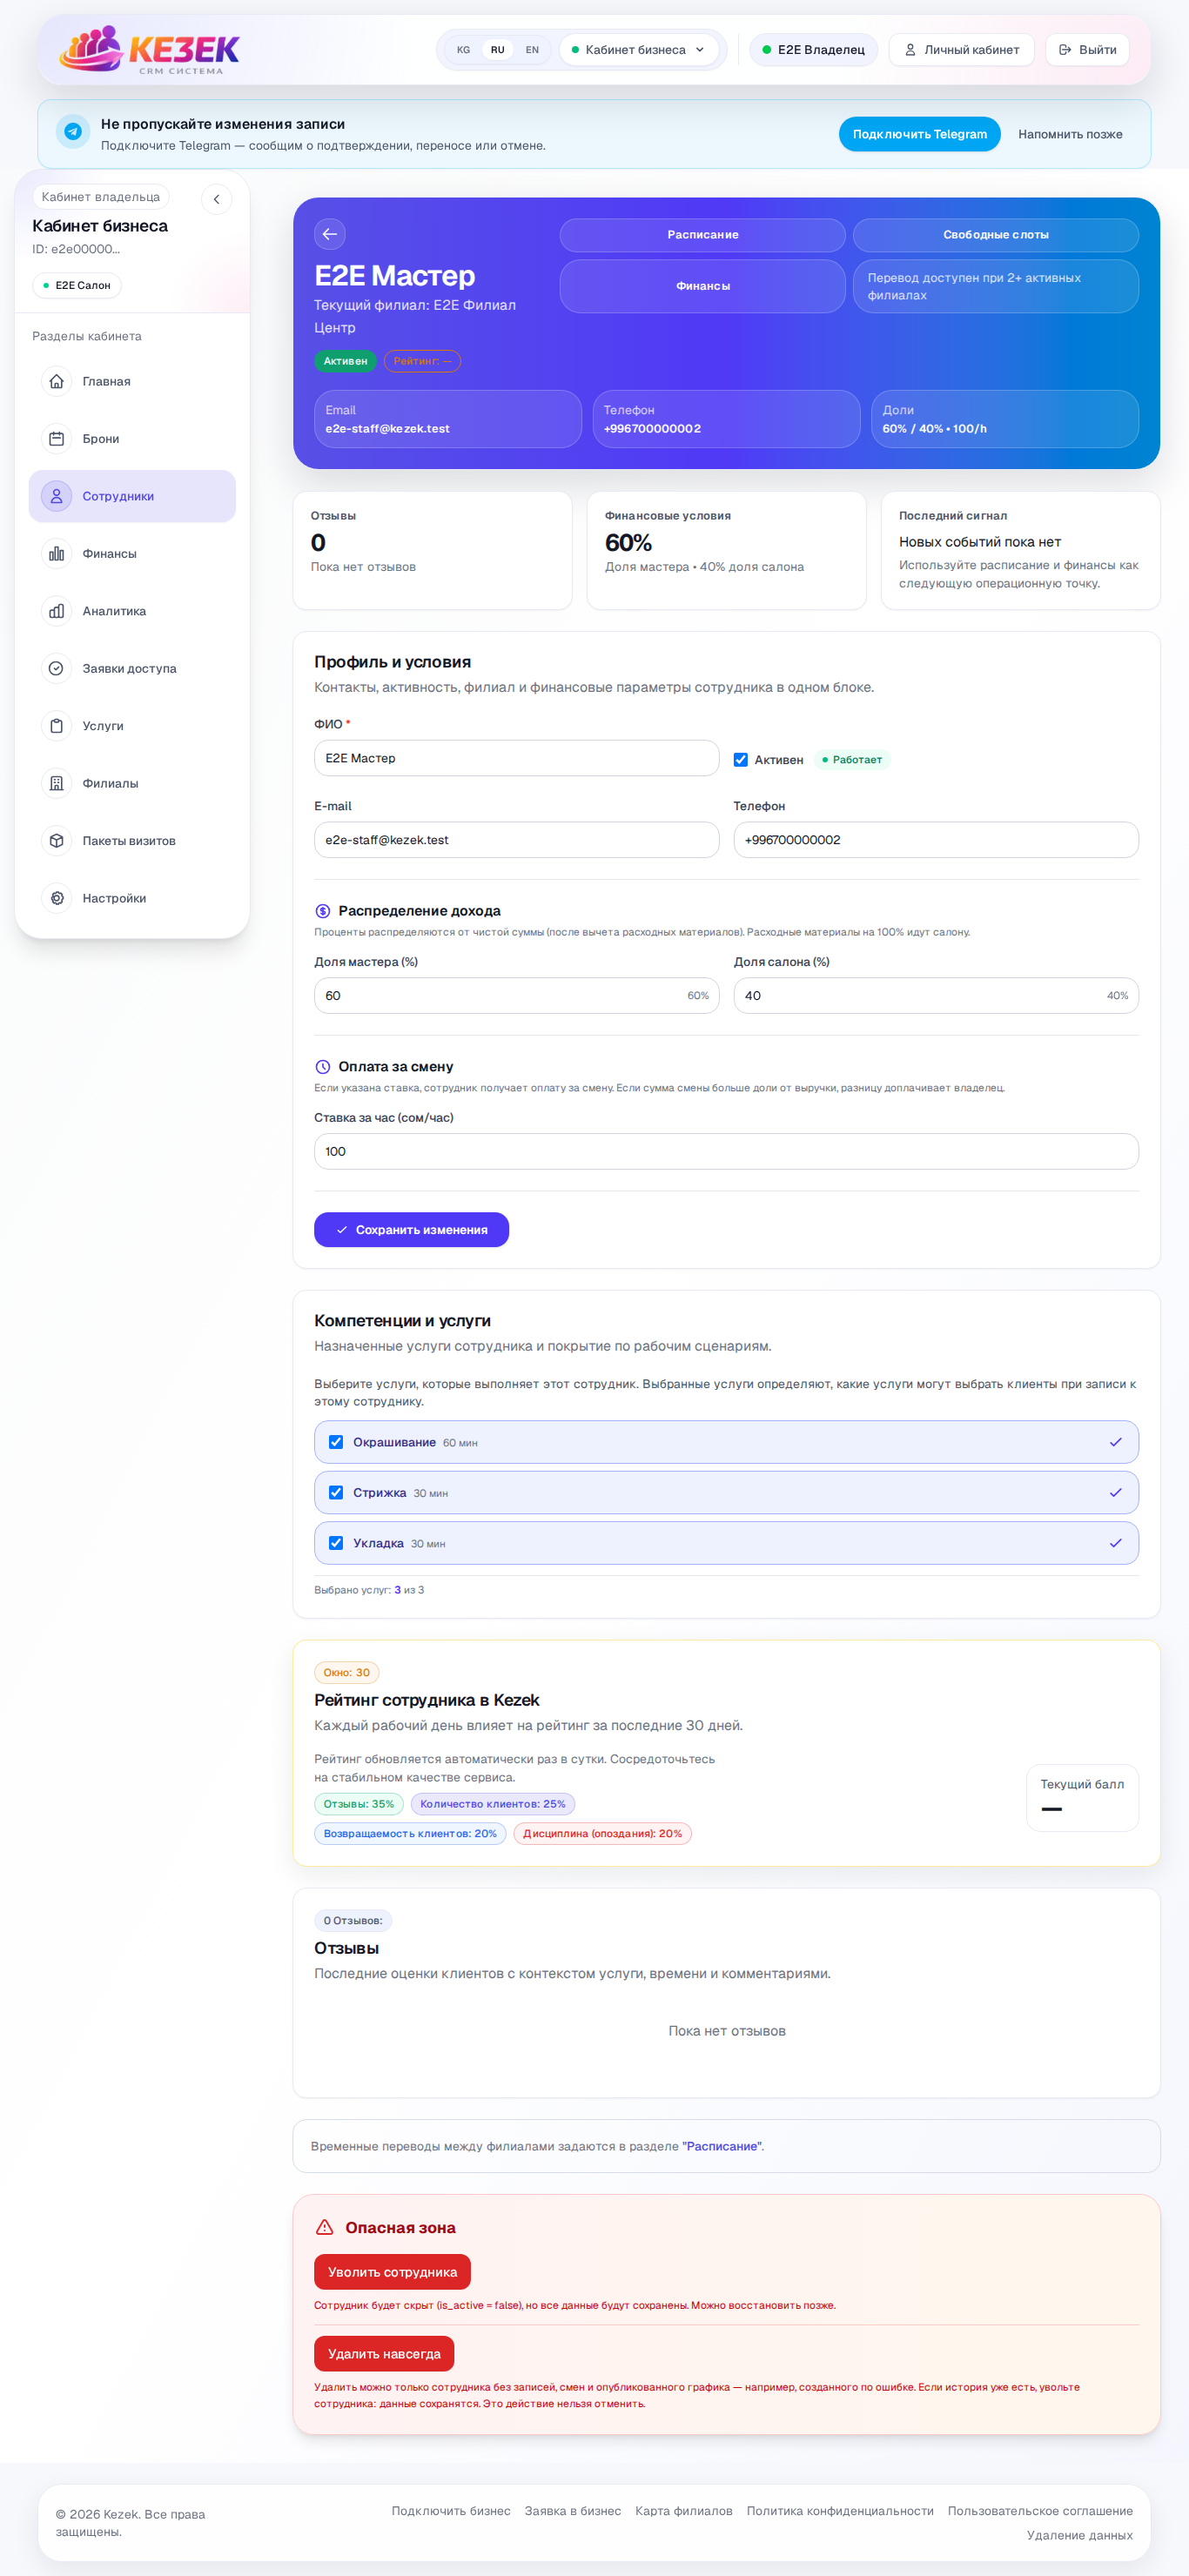 КЕЗЕК
CRM СИСТЕМА
KG
RU
EN
Кабинет бизнеса
E2E Владелец
Личный кабинет
Выйти
Не пропускайте изменения записи
Подключите Telegram — сообщим о подтверждении, переносе или отмене.
Подключить Telegram
Напомнить позже
Кабинет владельца
Кабинет бизнеса
ID: e2e00000...
E2E Салон
Разделы кабинета
Главная
Брони
Сотрудники
Финансы
Аналитика
Заявки доступа
Услуги
Филиалы
Пакеты визитов
Настройки
E2E Мастер
Текущий филиал: E2E Филиал
Центр
Активен
Рейтинг: —
Расписание
Свободные слоты
Финансы
Перевод доступен при 2+ активных
филиалах
Email
e2e-staff@kezek.test
Телефон
+996700000002
Доли
60% / 40% • 100/h
Отзывы
0
Пока нет отзывов
Финансовые условия
60%
Доля мастера • 40% доля салона
Последний сигнал
Новых событий пока нет
Используйте расписание и финансы как
следующую операционную точку.
Профиль и условия
Контакты, активность, филиал и финансовые параметры сотрудника в одном блоке.
ФИО *
E2E Мастер
Активен
Работает
E-mail
Телефон
e2e-staff@kezek.test
+996700000002
Распределение дохода
Проценты распределяются от чистой суммы (после вычета расходных материалов). Расходные материалы на 100% идут салону.
Доля мастера (%)
Доля салона (%)
60
60%
40
40%
Оплата за смену
Если указана ставка, сотрудник получает оплату за смену. Если сумма смены больше доли от выручки, разницу доплачивает владелец.
Ставка за час (сом/час)
100
Сохранить изменения
Компетенции и услуги
Назначенные услуги сотрудника и покрытие по рабочим сценариям.
Выберите услуги, которые выполняет этот сотрудник. Выбранные услуги определяют, какие услуги могут выбрать клиенты при записи к
этому сотруднику.
Окрашивание 60 мин
Стрижка 30 мин
Укладка 30 мин
Выбрано услуг: 3 из 3
Окно: 30
Рейтинг сотрудника в Kezek
Каждый рабочий день влияет на рейтинг за последние 30 дней.
Рейтинг обновляется автоматически раз в сутки. Сосредоточьтесь
на стабильном качестве сервиса.
Отзывы: 35%
Количество клиентов: 25%
Возвращаемость клиентов: 20%
Дисциплина (опоздания): 20%
Текущий балл
—
0 Отзывов:
Отзывы
Последние оценки клиентов с контекстом услуги, времени и комментариями.
Пока нет отзывов
Временные переводы между филиалами задаются в разделе "Расписание".
Опасная зона
Уволить сотрудника
Сотрудник будет скрыт (is_active = false), но все данные будут сохранены. Можно восстановить позже.
Удалить навсегда
Удалить можно только сотрудника без записей, смен и опубликованного графика — например, созданного по ошибке. Если история уже есть, увольте
сотрудника: данные сохранятся. Это действие нельзя отменить.
© 2026 Kezek. Все права
защищены.
Подключить бизнес
Заявка в бизнес
Карта филиалов
Политика конфиденциальности
Пользовательское соглашение
Удаление данных